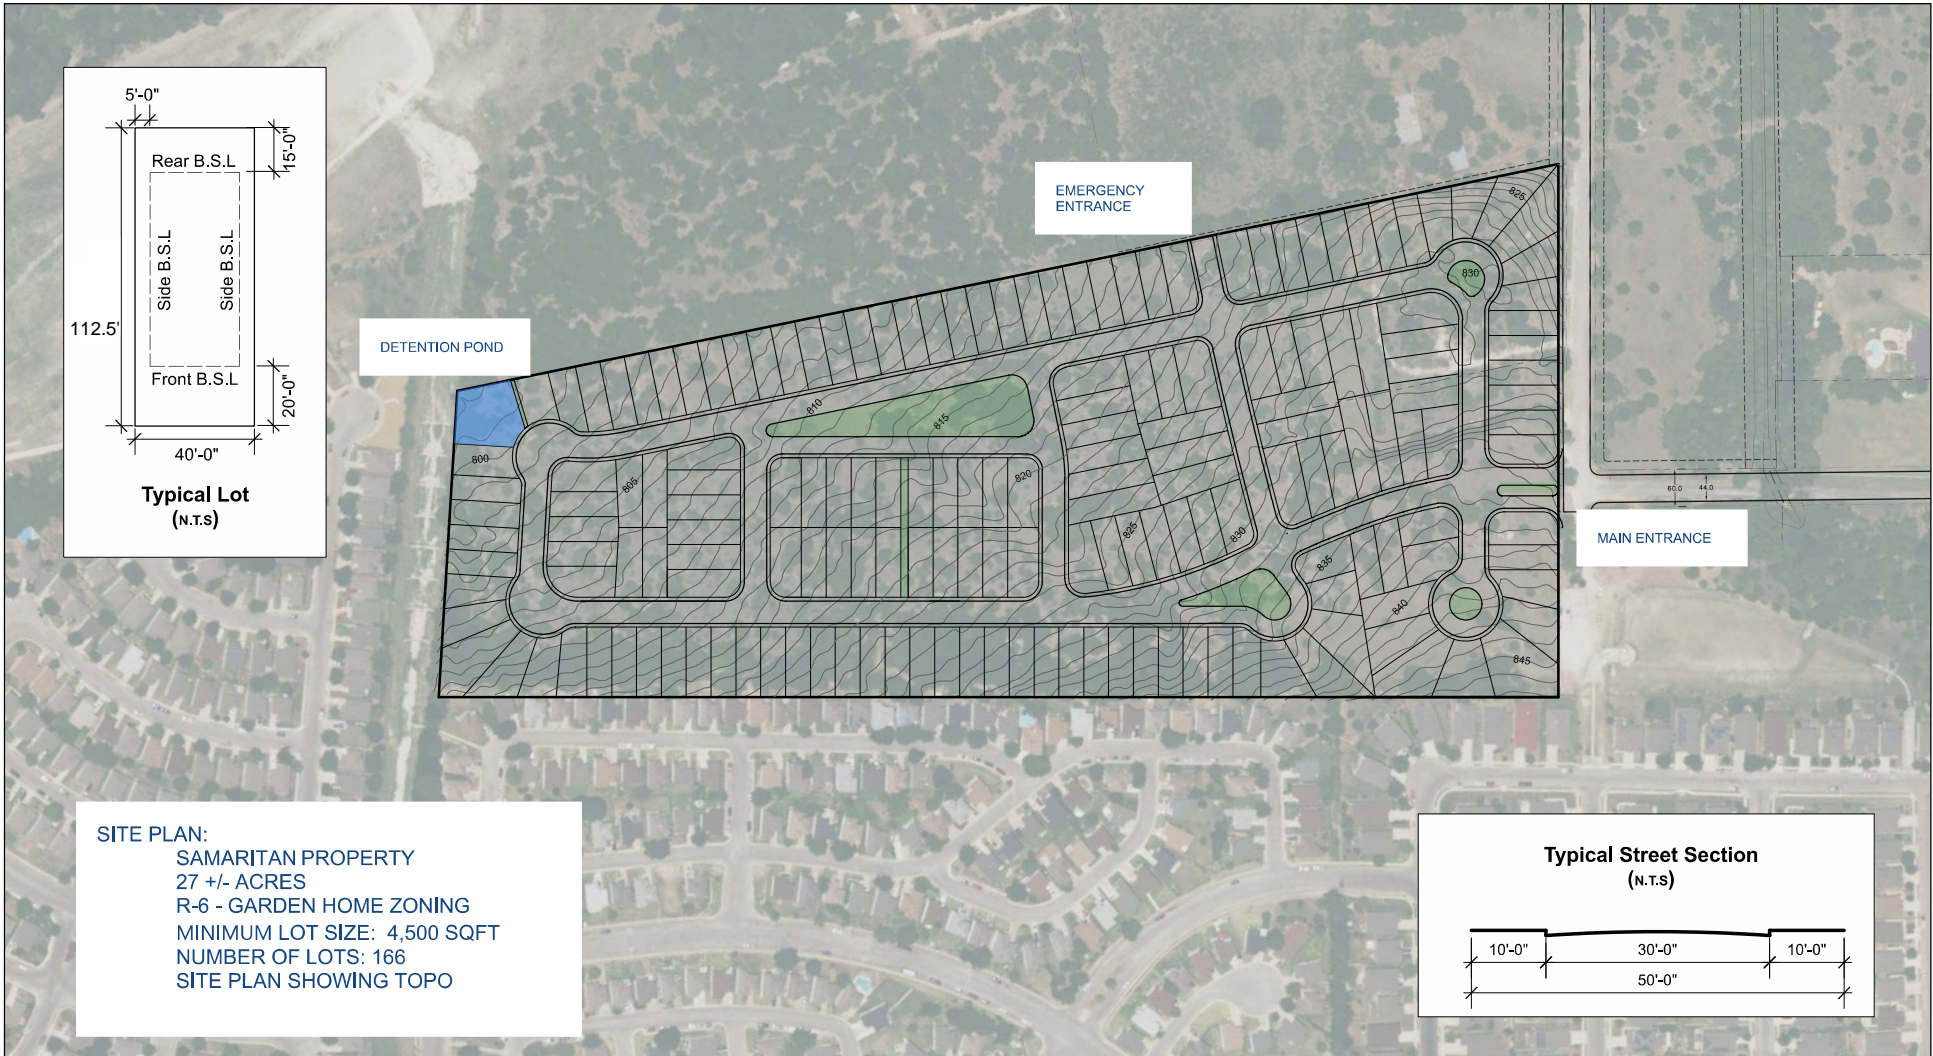 5'-0"
15'-0"
Rear B.S.L
Side B.S.L
Side B.S.L
112.5'
Front B.S.L
20'-0"
40'-0"
Typical Lot
(N.T.S)
DETENTION POND
EMERGENCY
ENTRANCE
MAIN ENTRANCE
825
830
810
815
800
805
820
825
830
835
840
845
60.0
44.0
SITE PLAN:
SAMARITAN PROPERTY
27 +/- ACRES
R-6 - GARDEN HOME ZONING
MINIMUM LOT SIZE: 4,500 SQFT
NUMBER OF LOTS: 166
SITE PLAN SHOWING TOPO
Typical Street Section
(N.T.S)
10'-0"
30'-0"
10'-0"
50'-0"